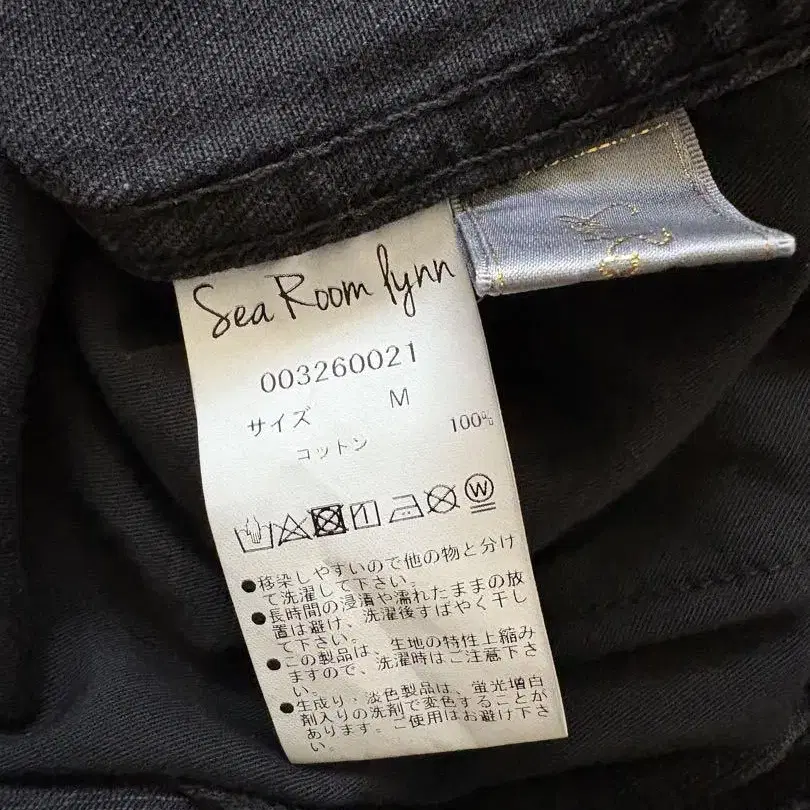 Sea Room lynn
003260021
サイズ M
コットン 100%
W
●移染しやすいので他の物と分け
て洗濯して下さい。
●長時間の浸漬や濡れたままの放
置は避け、洗濯後すばやく干し
て下さい。
●この製品は、生地の特性上縮み
ますので、洗濯時はご注意下さ
い。
●生成り、淡色製品は、蛍光増白
剤入りの洗剤で変色することが
あります。ご使用はお避け下さ
い。